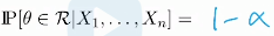 ℙ[θ ∈ ℛ|X₁, . . . , Xₙ] = 1 - α